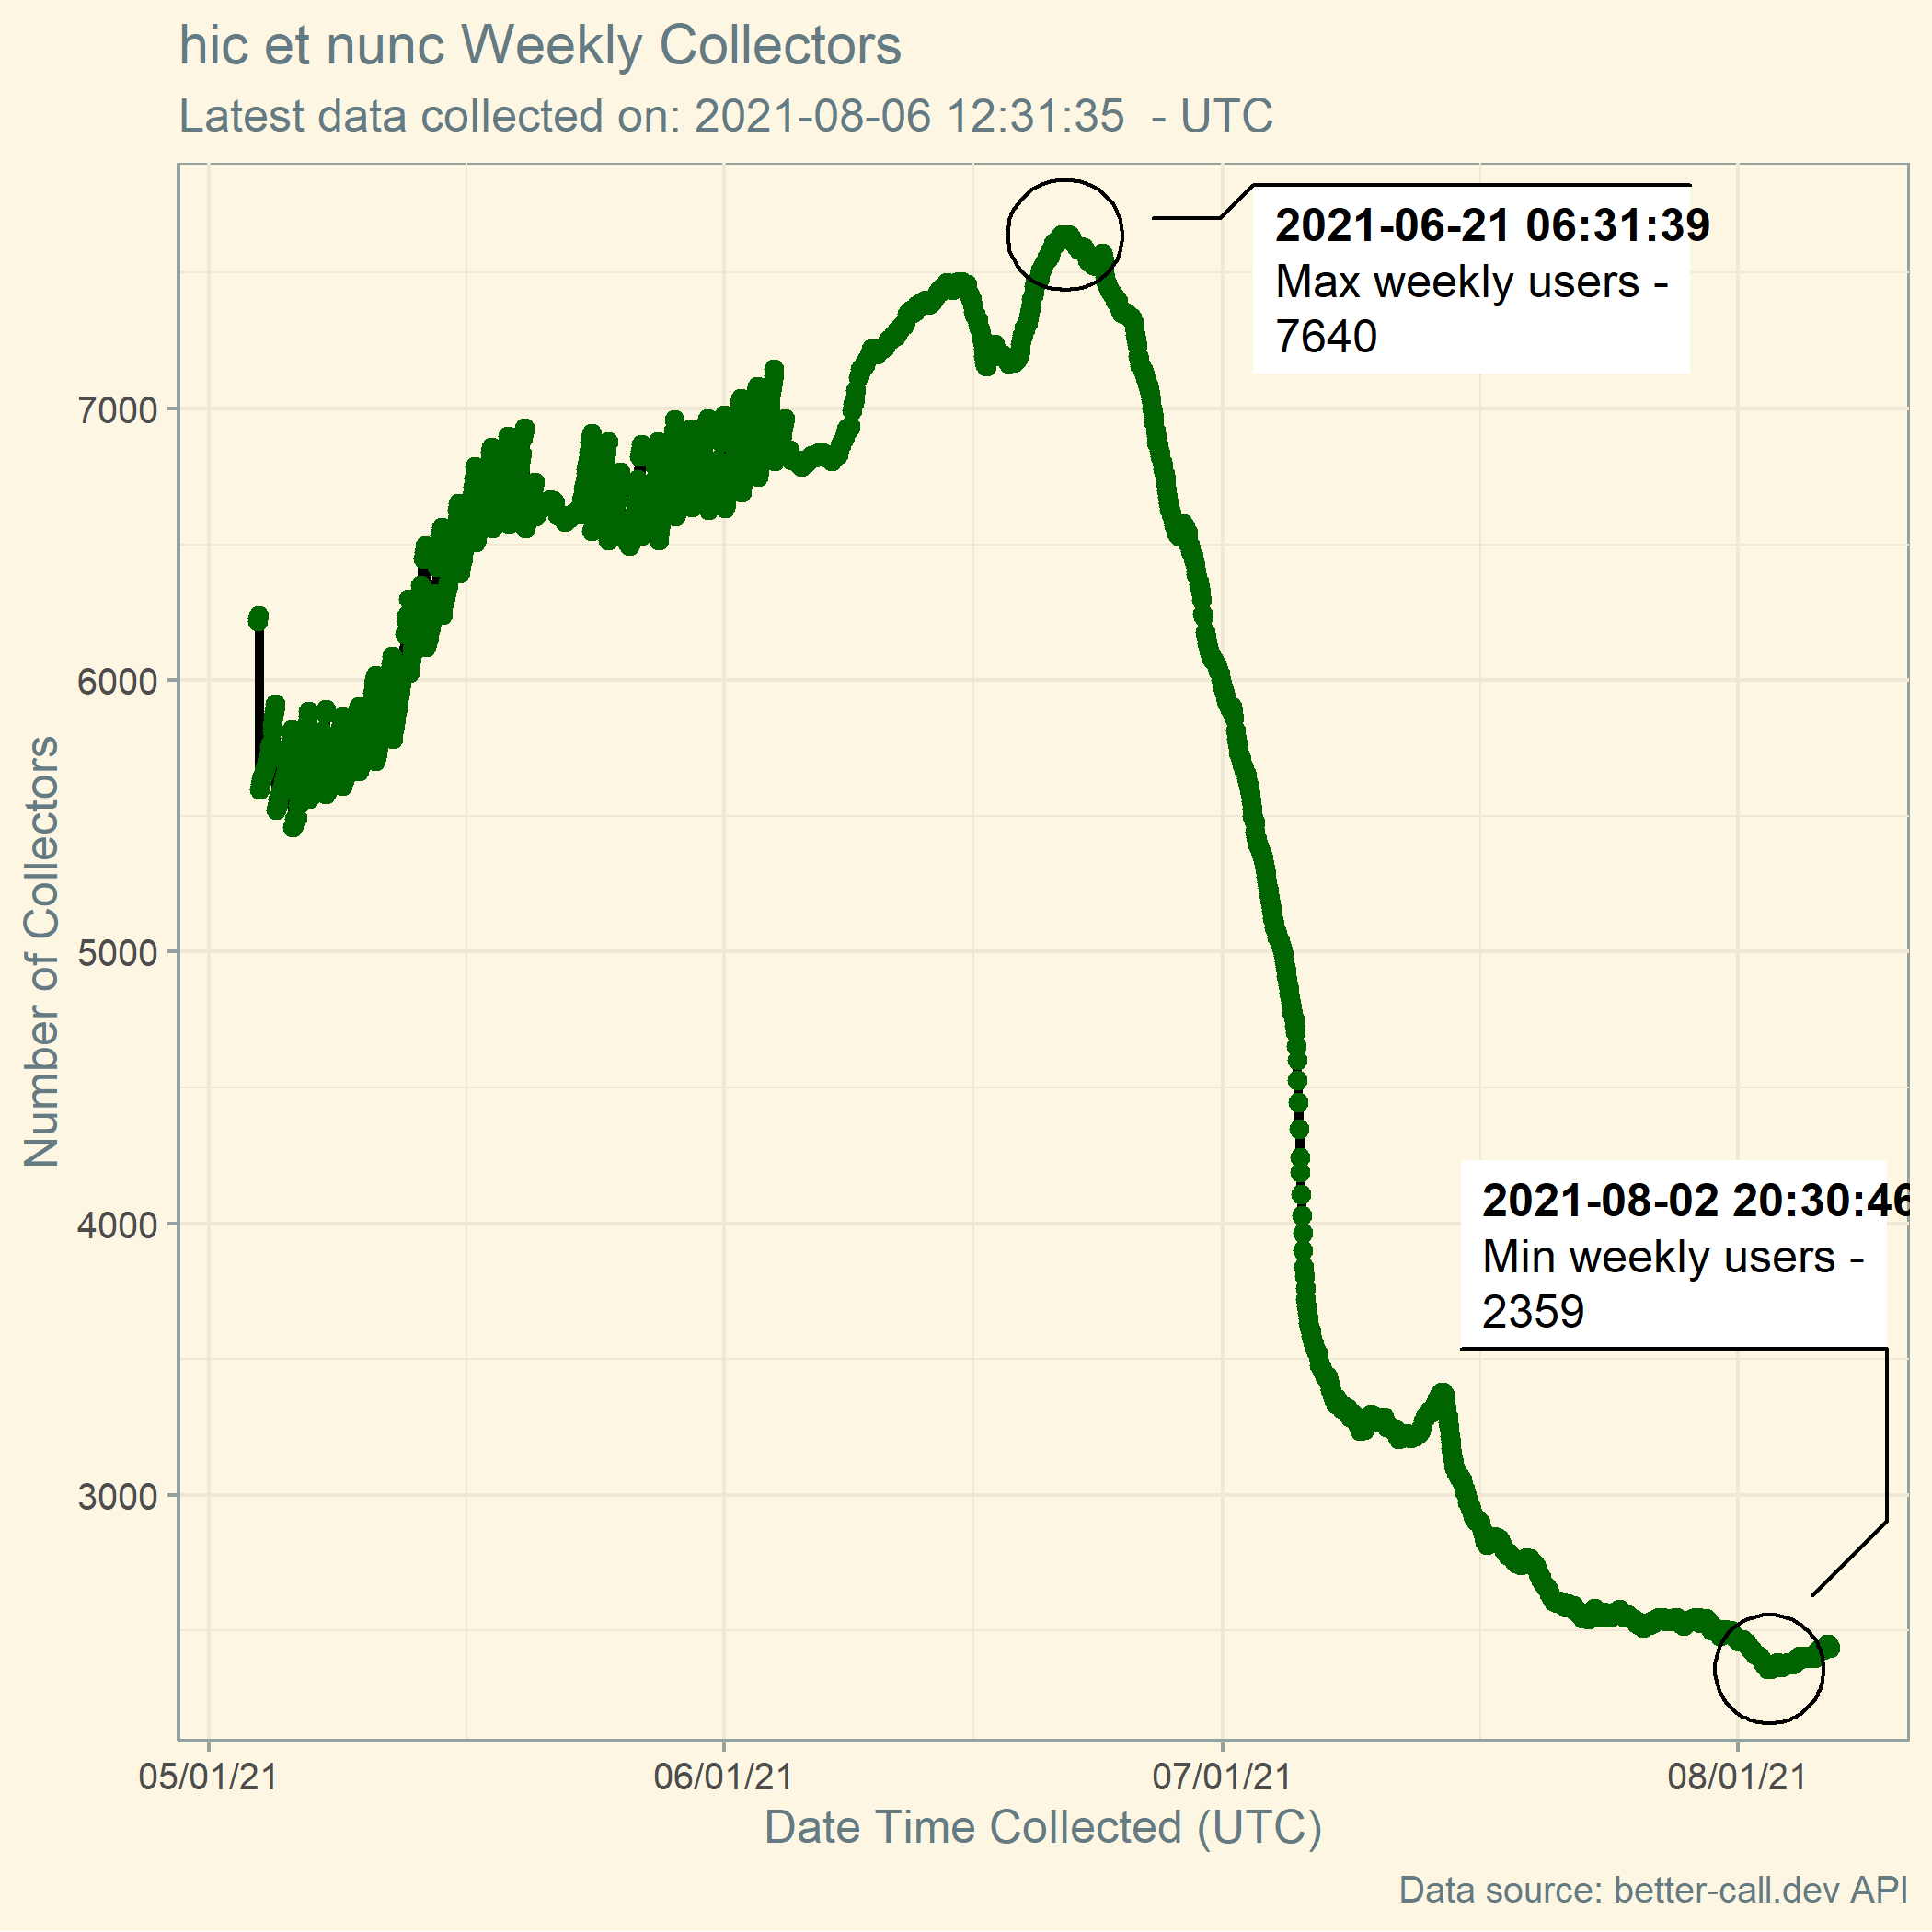 hic et nunc Weekly Collectors
Latest data collected on: 2021-08-06 12:31:35  - UTC
2021-06-21 06:31:39
Max weekly users -
7640
7000
6000
5000
4000
3000
Number of Collectors
2021-08-02 20:30:46
Min weekly users -
2359
05/01/21
06/01/21
07/01/21
08/01/21
Date Time Collected (UTC)
Data source: better-call.dev API